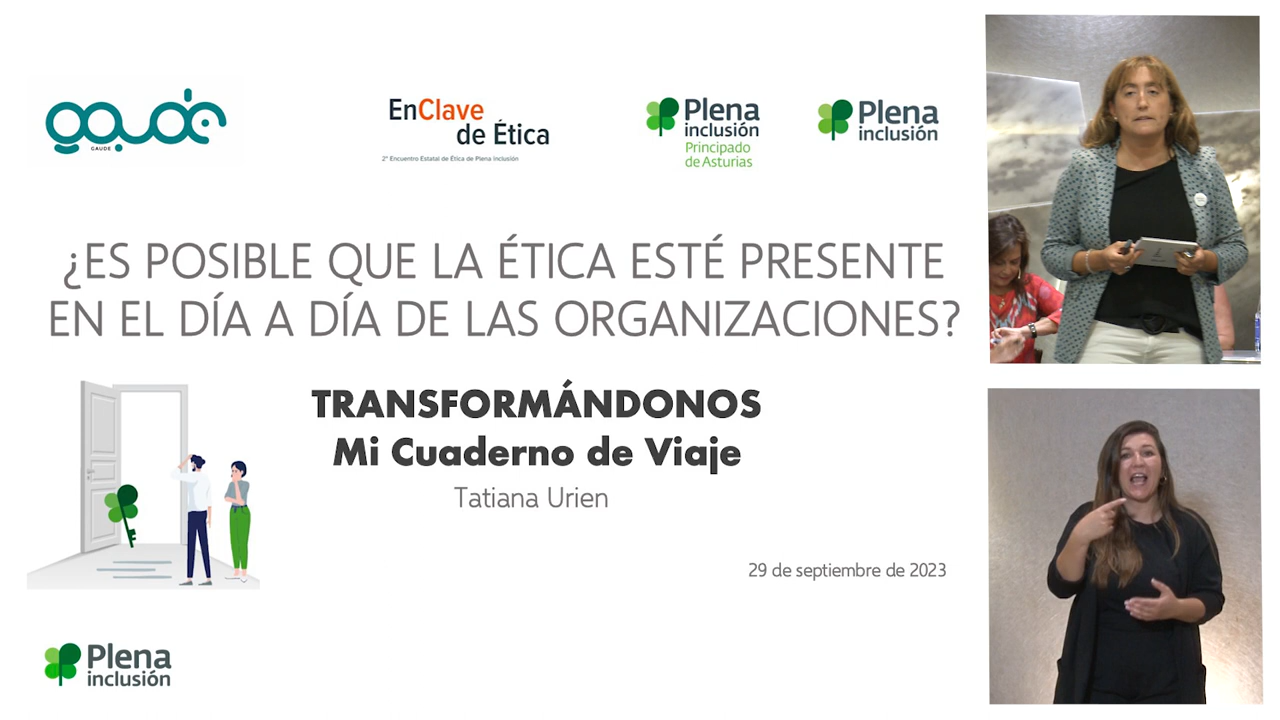 gaude
GAUDE
EnClave
de Ética
2º Encuentro Estatal de Ética de Plena Inclusión
Plena
inclusión
Principado
de Asturias
Plena
inclusión
¿ES POSIBLE QUE LA ÉTICA ESTÉ PRESENTE
EN EL DÍA A DÍA DE LAS ORGANIZACIONES?
TRANSFORMÁNDONOS
Mi Cuaderno de Viaje
Tatiana Urien
29 de septiembre de 2023
Plena
inclusión